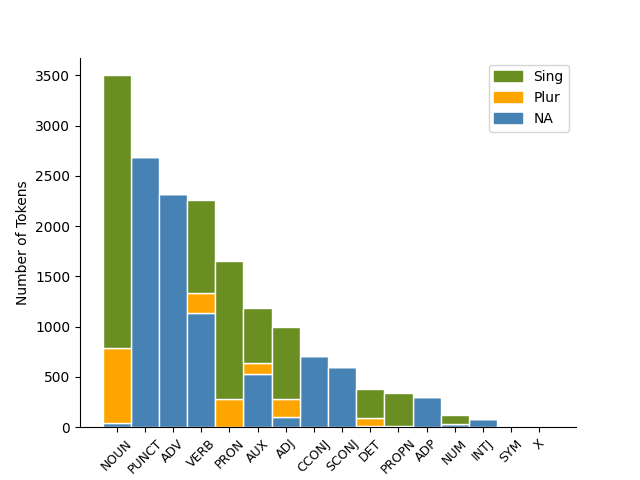 3500
3000
2500
2000
1500
1000
500
0
Number of Tokens
Sing
Plur
NA
NOUN
PUNCT
ADV
VERB
PRON
AUX
ADJ
CCONJ
SCONJ
DET
PROPN
ADP
NUM
INTJ
SYM
X